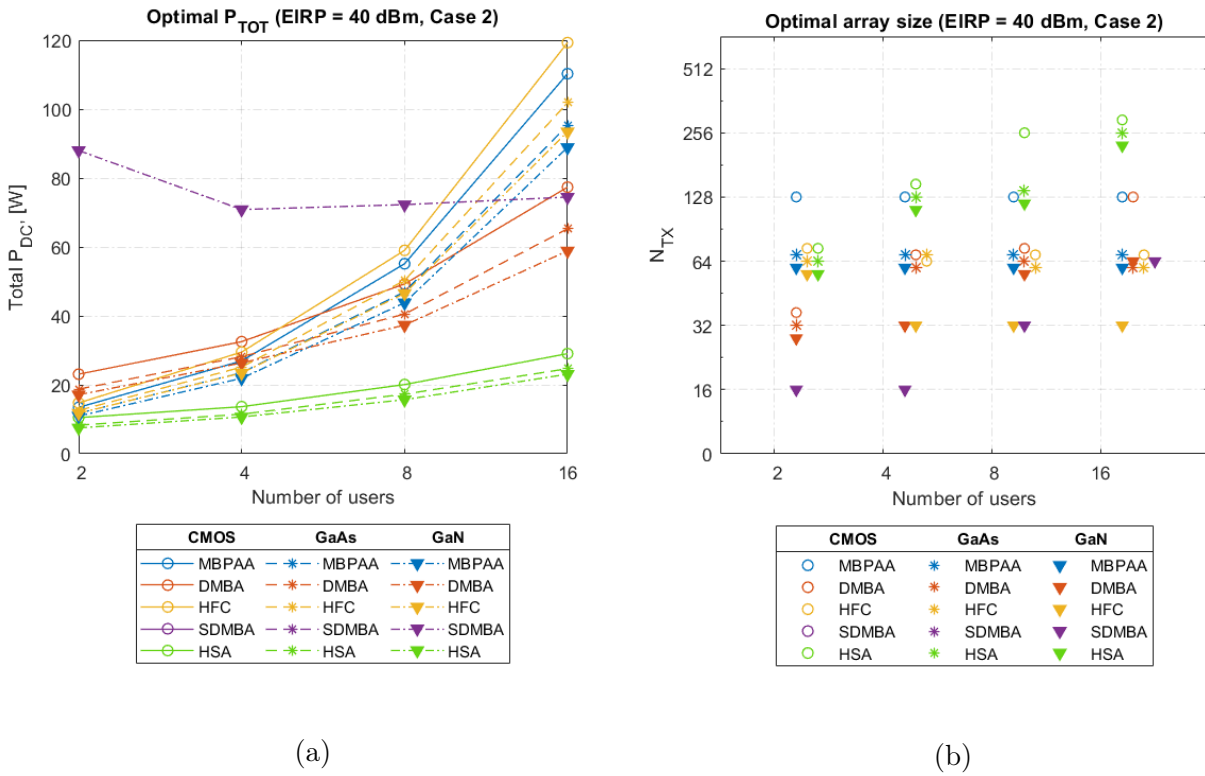 Optimal P_TOT (EIRP = 40 dBm, Case 2)
Total P_DC, [W]
120
100
80
60
40
20
0
2
4
8
16
Number of users
CMOS GaAs GaN
MBPAA MBPAA MBPAA
DMBA DMBA DMBA
HFC HFC HFC
SDMBA SDMBA SDMBA
HSA HSA HSA
(a)
Optimal array size (EIRP = 40 dBm, Case 2)
N_TX
512
256
128
64
32
16
0
2
4
8
16
Number of users
CMOS GaAs GaN
MBPAA MBPAA MBPAA
DMBA DMBA DMBA
HFC HFC HFC
SDMBA SDMBA SDMBA
HSA HSA HSA
(b)